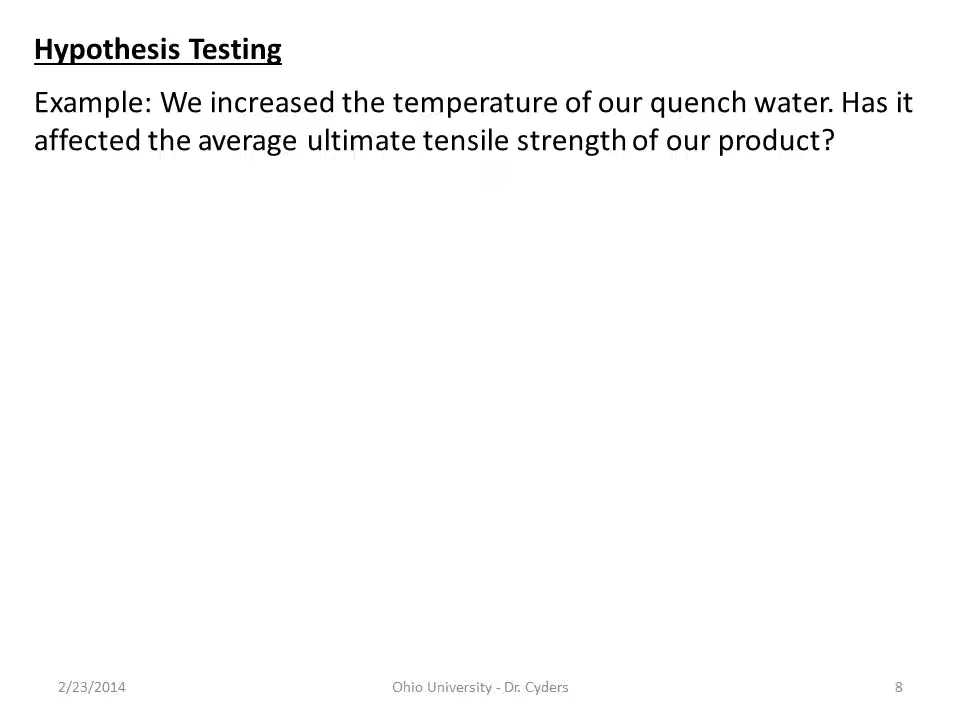 Hypothesis Testing
Example: We increased the temperature of our quench water. Has it
affected the average ultimate tensile strength of our product?
2/23/2014
Ohio University - Dr. Cyders
8